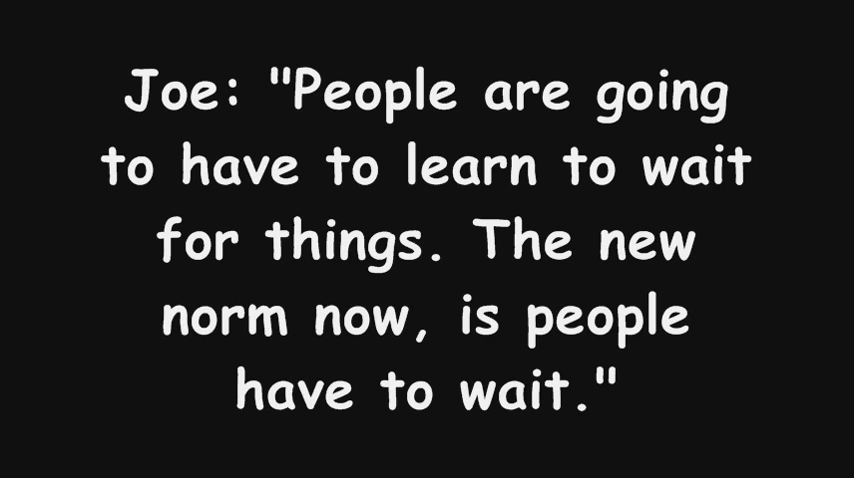 Joe: "People are going
to have to learn to wait
for things. The new
norm now, is people
have to wait."